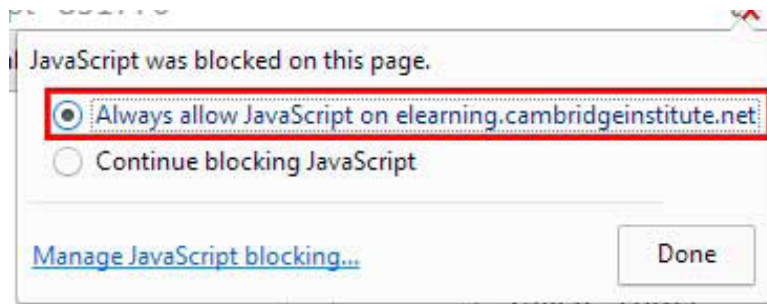 JavaScript was blocked on this page.
Always allow JavaScript on elearning.cambridgeinstitute.net
Continue blocking JavaScript
Manage JavaScript blocking...
Done